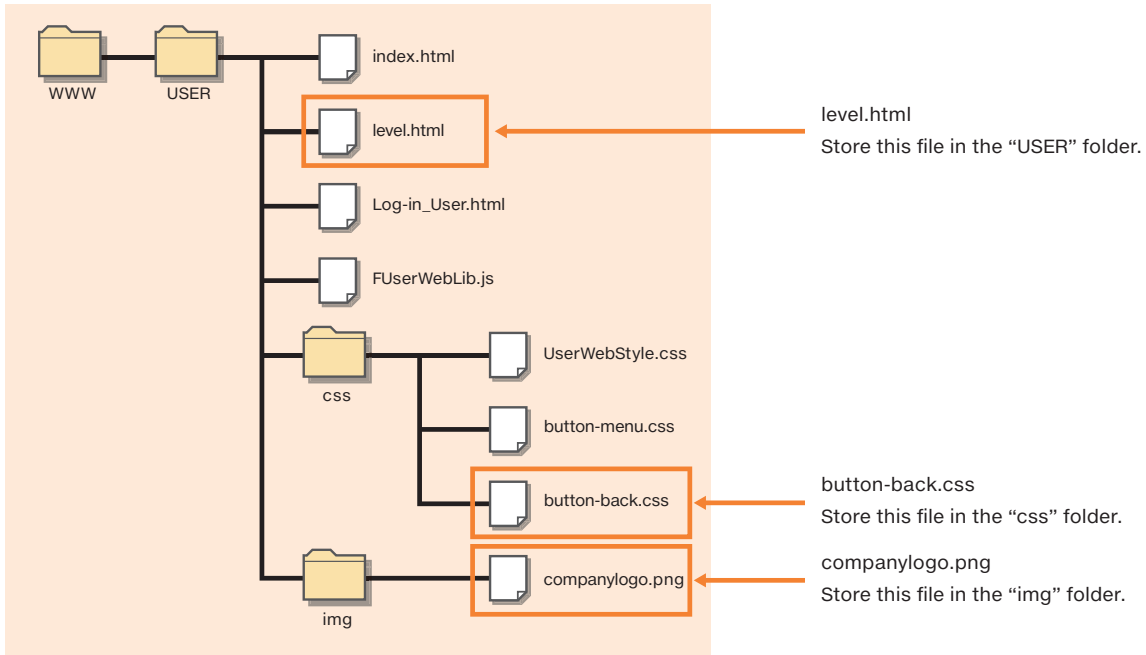 WWW
USER
index.html
level.html
Log-in_User.html
FUserWebLib.js
css
UserWebStyle.css
button-menu.css
button-back.css
img
companylogo.png
level.html
Store this file in the “USER” folder.
button-back.css
Store this file in the “css” folder.
companylogo.png
Store this file in the “img” folder.